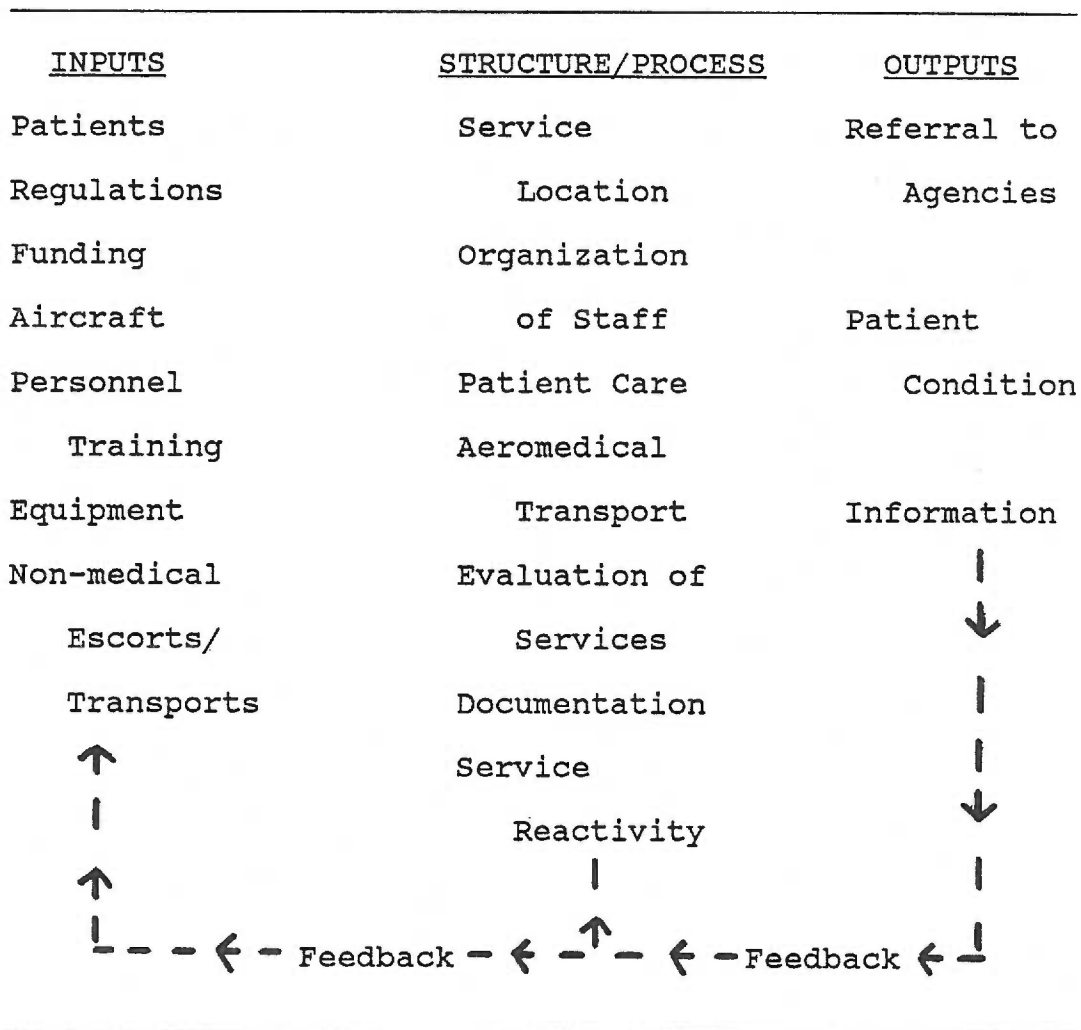 INPUTS STRUCTURE/PROCESS OUTPUTS
Patients Service Referral to
Regulations Location Agencies
Funding Organization
Aircraft of Staff Patient
Personnel Patient Care Condition
Training Aeromedical
Equipment Transport Information
Non-medical Evaluation of
Escorts/ Services
Transports Documentation
Service
Reactivity
Feedback Feedback